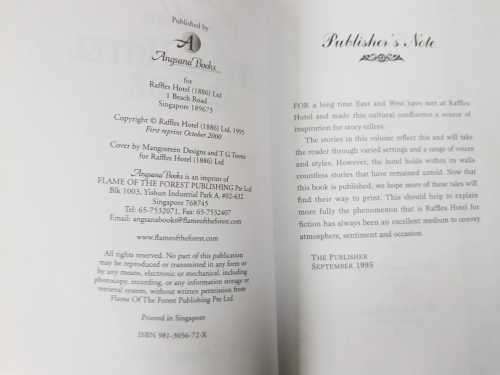 Published by
A
Angsana Books
for
Raffles Hotel (1886) Ltd
1 Beach Road
Singapore 189673
Copyright © Raffles Hotel (1886) Ltd, 1995
First reprint October 2000
Cover by Mangosteen Designs and T G Teena
for Raffles Hotel (1886) Ltd
Angsana Books is an imprint of
FLAME OF THE FOREST PUBLISHING Pte Ltd
Blk 1003, Yishun Industrial Park A, #02-432
Singapore 768745
Tel: 65-7532071, Fax: 65-7532407
Email: angsanabooks@flameoftheforest.com
www.flameoftheforest.com
All rights reserved. No part of this publication
may be reproduced or transmitted in any form or
by any means, electronic or mechanical, including
photocopy, recording, or any information storage or
retrieval system, without written permission from
Flame Of The Forest Publishing Pte Ltd.
Printed in Singapore
ISBN 981-3056-72-X
Publisher's Note
FOR a long time East and West have met at Raffles
Hotel and made this cultural confluence a source of
inspiration for story tellers.
The stories in this volume reflect this and will take
the reader through varied settings and a range of voices
and styles. However, the hotel holds within its walls
countless stories that have remained untold. Now that
this book is published, we hope more of these tales will
find their way to print. This should help to explain
more fully the phenomenon that is Raffles Hotel for
fiction has always been an excellent medium to convey
atmosphere, sentiment and occasion.
THE PUBLISHER
SEPTEMBER 1995